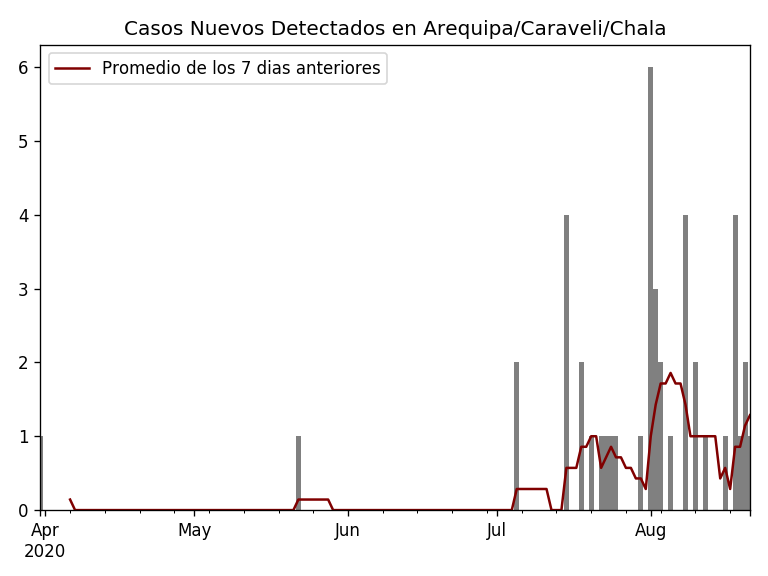 Casos Nuevos Detectados en Arequipa/Caraveli/Chala
Promedio de los 7 dias anteriores
6
5
4
3
2
1
0
Apr May Jun Jul Aug
2020